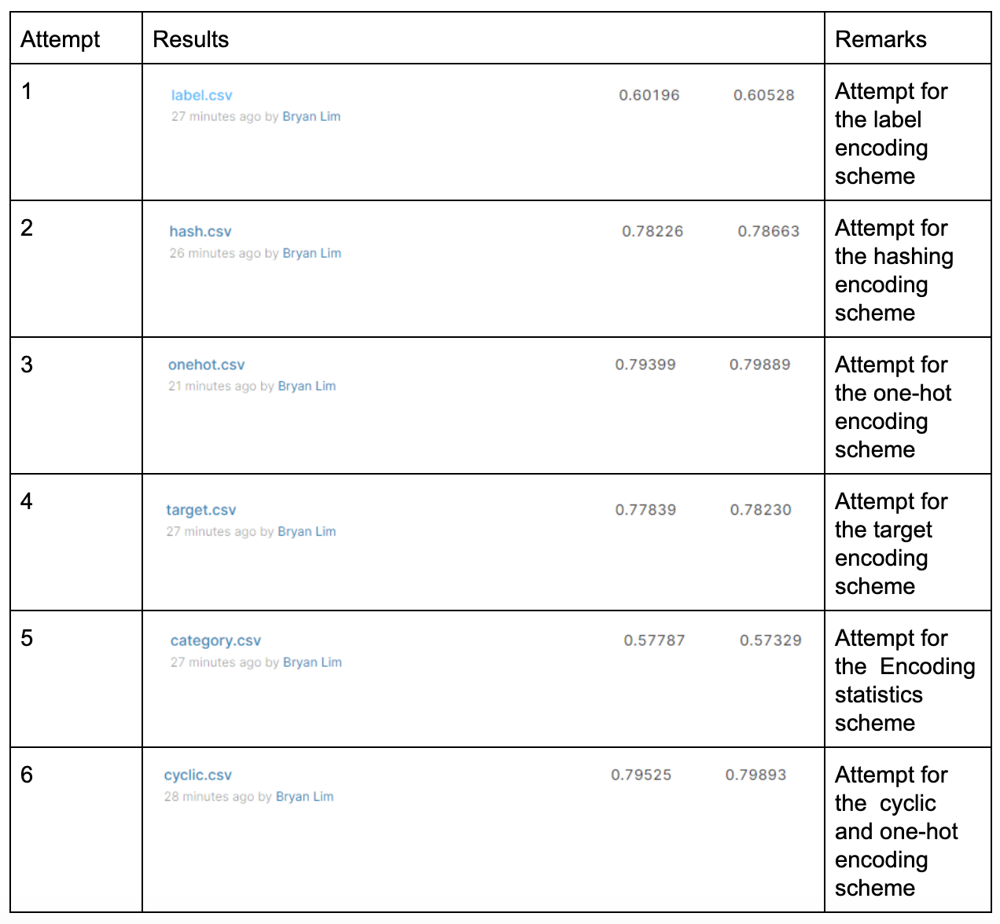 Attempt Results Remarks
1 label.csv 0.60196 0.60528 Attempt for
27 minutes ago by Bryan Lim the label
encoding
scheme
2 hash.csv 0.78226 0.78663 Attempt for
26 minutes ago by Bryan Lim the hashing
encoding
scheme
3 onehot.csv 0.79399 0.79889 Attempt for
21 minutes ago by Bryan Lim the one-hot
encoding
scheme
4 target.csv 0.77839 0.78230 Attempt for
27 minutes ago by Bryan Lim the target
encoding
scheme
5 category.csv 0.57787 0.57329 Attempt for
27 minutes ago by Bryan Lim the  Encoding
statistics
scheme
6 cyclic.csv 0.79525 0.79893 Attempt for
28 minutes ago by Bryan Lim the  cyclic
and one-hot
encoding
scheme